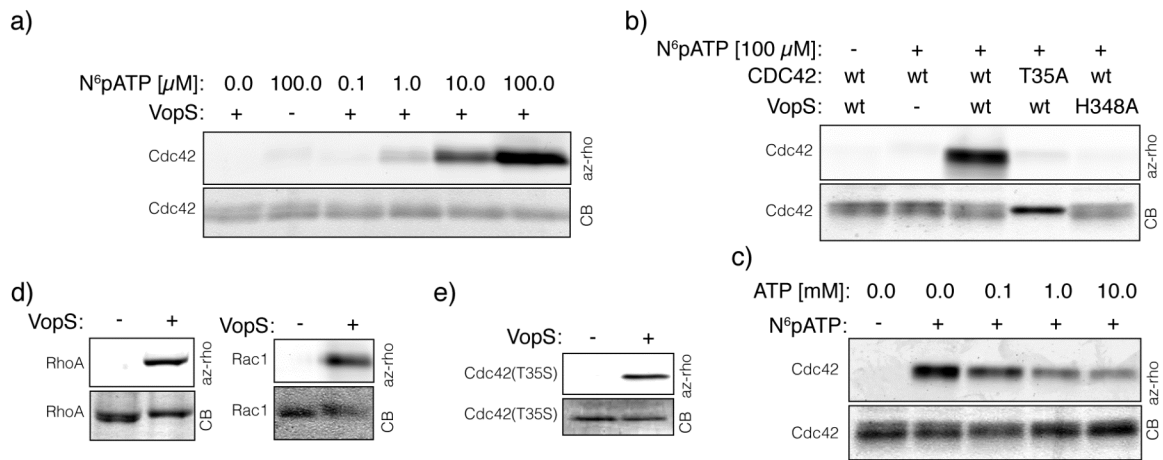 a)
N⁶pATP [µM]: 0.0 100.0 0.1 1.0 10.0 100.0
VopS: + - + + + +
Cdc42 az-rho
Cdc42 CB
b)
N⁶pATP [100 µM]: - + + + +
CDC42: wt wt wt T35A wt
VopS: wt - wt wt H348A
Cdc42 az-rho
Cdc42 CB
c)
ATP [mM]: 0.0 0.0 0.1 1.0 10.0
N⁶pATP: - + + + +
Cdc42 az-rho
Cdc42 CB
d)
VopS: - +
RhoA az-rho
RhoA CB
VopS: - +
Rac1 az-rho
Rac1 CB
e)
VopS: - +
Cdc42(T35S) az-rho
Cdc42(T35S) CB